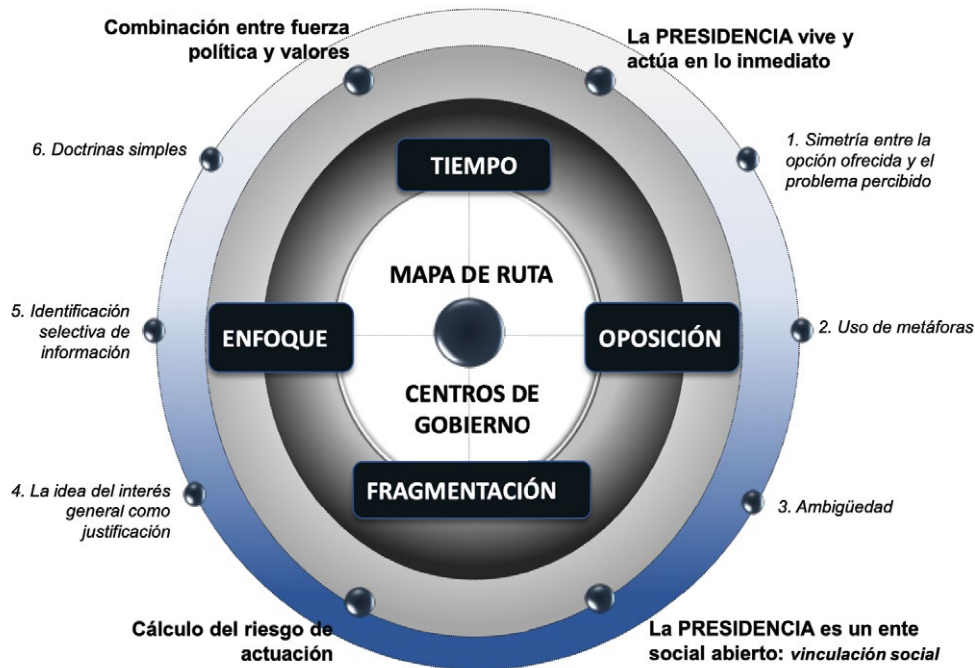 Combinación entre fuerza
política y valores
La PRESIDENCIA vive y
actúa en lo inmediato
6. Doctrinas simples
1. Simetría entre la
opción ofrecida y el
problema percibido
TIEMPO
MAPA DE RUTA
5. Identificación
selectiva de
información
ENFOQUE
OPOSICIÓN
2. Uso de metáforas
CENTROS DE
GOBIERNO
4. La idea del interés
general como
justificación
FRAGMENTACIÓN
3. Ambigüedad
Cálculo del riesgo de
actuación
La PRESIDENCIA es un ente
social abierto: vinculación social